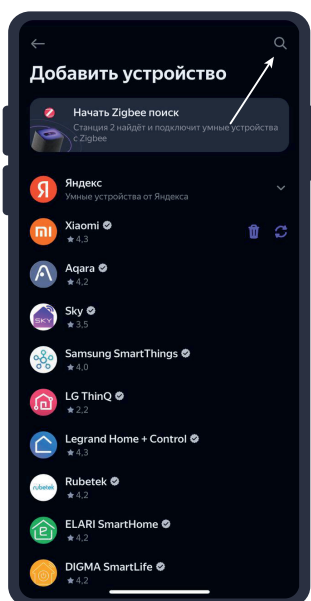 Добавить устройство
Начать Zigbee поиск
Станция 2 найдёт и подключит умные устройства
с Zigbee
Я
Яндекс
Умные устройства от Яндекса
Xiaomi
4,3
Aqara
4,2
SKY
Sky
3,5
Samsung SmartThings
4,0
LG ThinQ
2,2
Legrand Home + Control
4,3
rubetek
Rubetek
4,2
E
ELARI SmartHome
4,2
DIGMA SmartLife
4,2